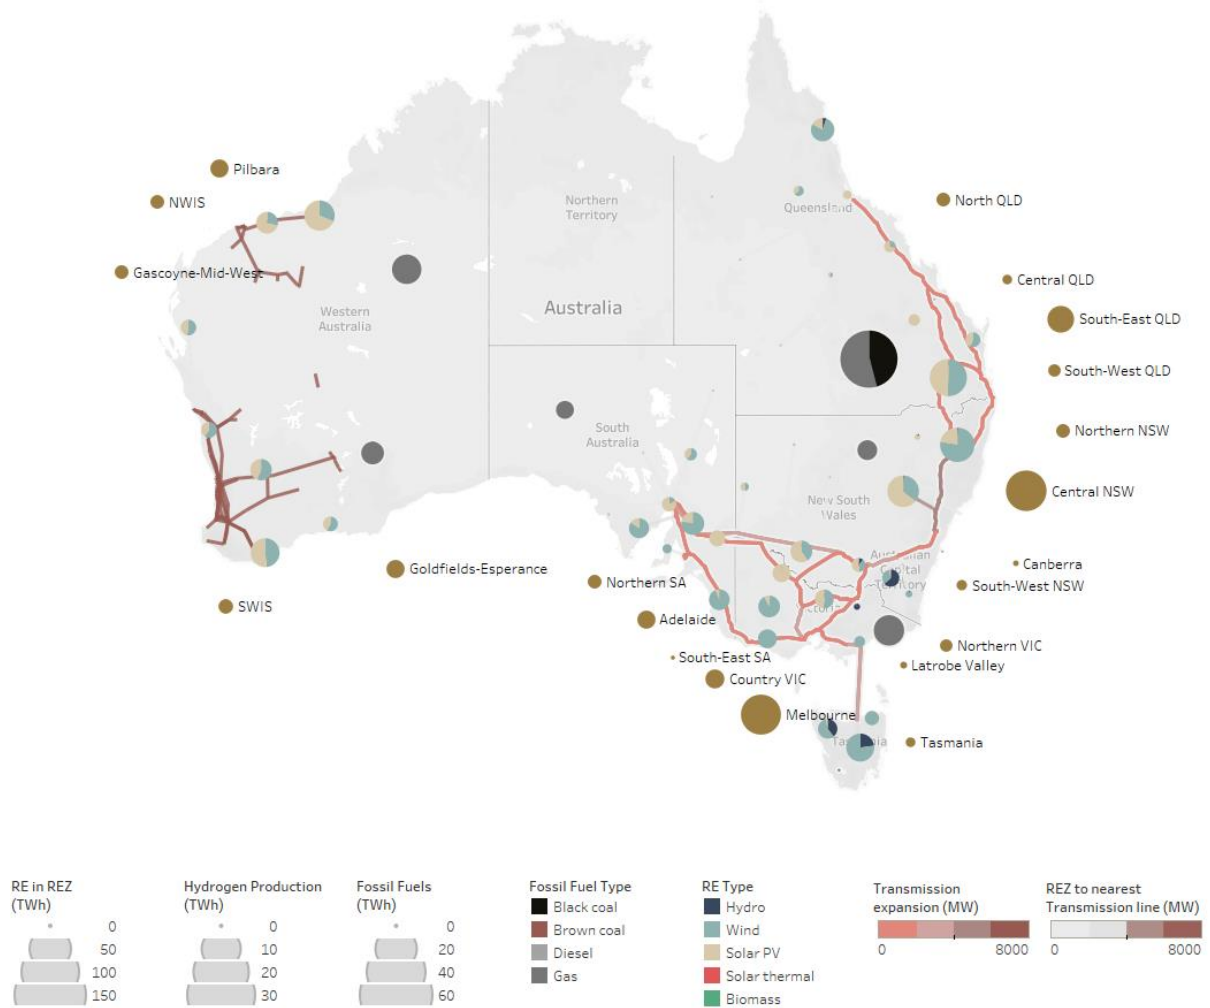 Pilbara
NWIS
Northern
Territory
Queensland
North QLD
Gascoyne-Mid-West
Central QLD
Western
Australia
Australia
South-East QLD
South-West QLD
South
Australia
Northern NSW
New South
Wales
Central NSW
Australian
Capital
Territory
Canberra
Goldfields-Esperance
Northern SA
South-West NSW
SWIS
Adelaide
Northern VIC
South-East SA
Latrobe Valley
Country VIC
Melbourne
Tasmania
RE in REZ
(TWh)
0
50
100
150
Hydrogen Production
(TWh)
0
10
20
30
Fossil Fuels
(TWh)
0
20
40
60
Fossil Fuel Type
Black coal
Brown coal
Diesel
Gas
RE Type
Hydro
Wind
Solar PV
Solar thermal
Biomass
Transmission
expansion (MW)
0 8000
REZ to nearest
Transmission line (MW)
0 8000